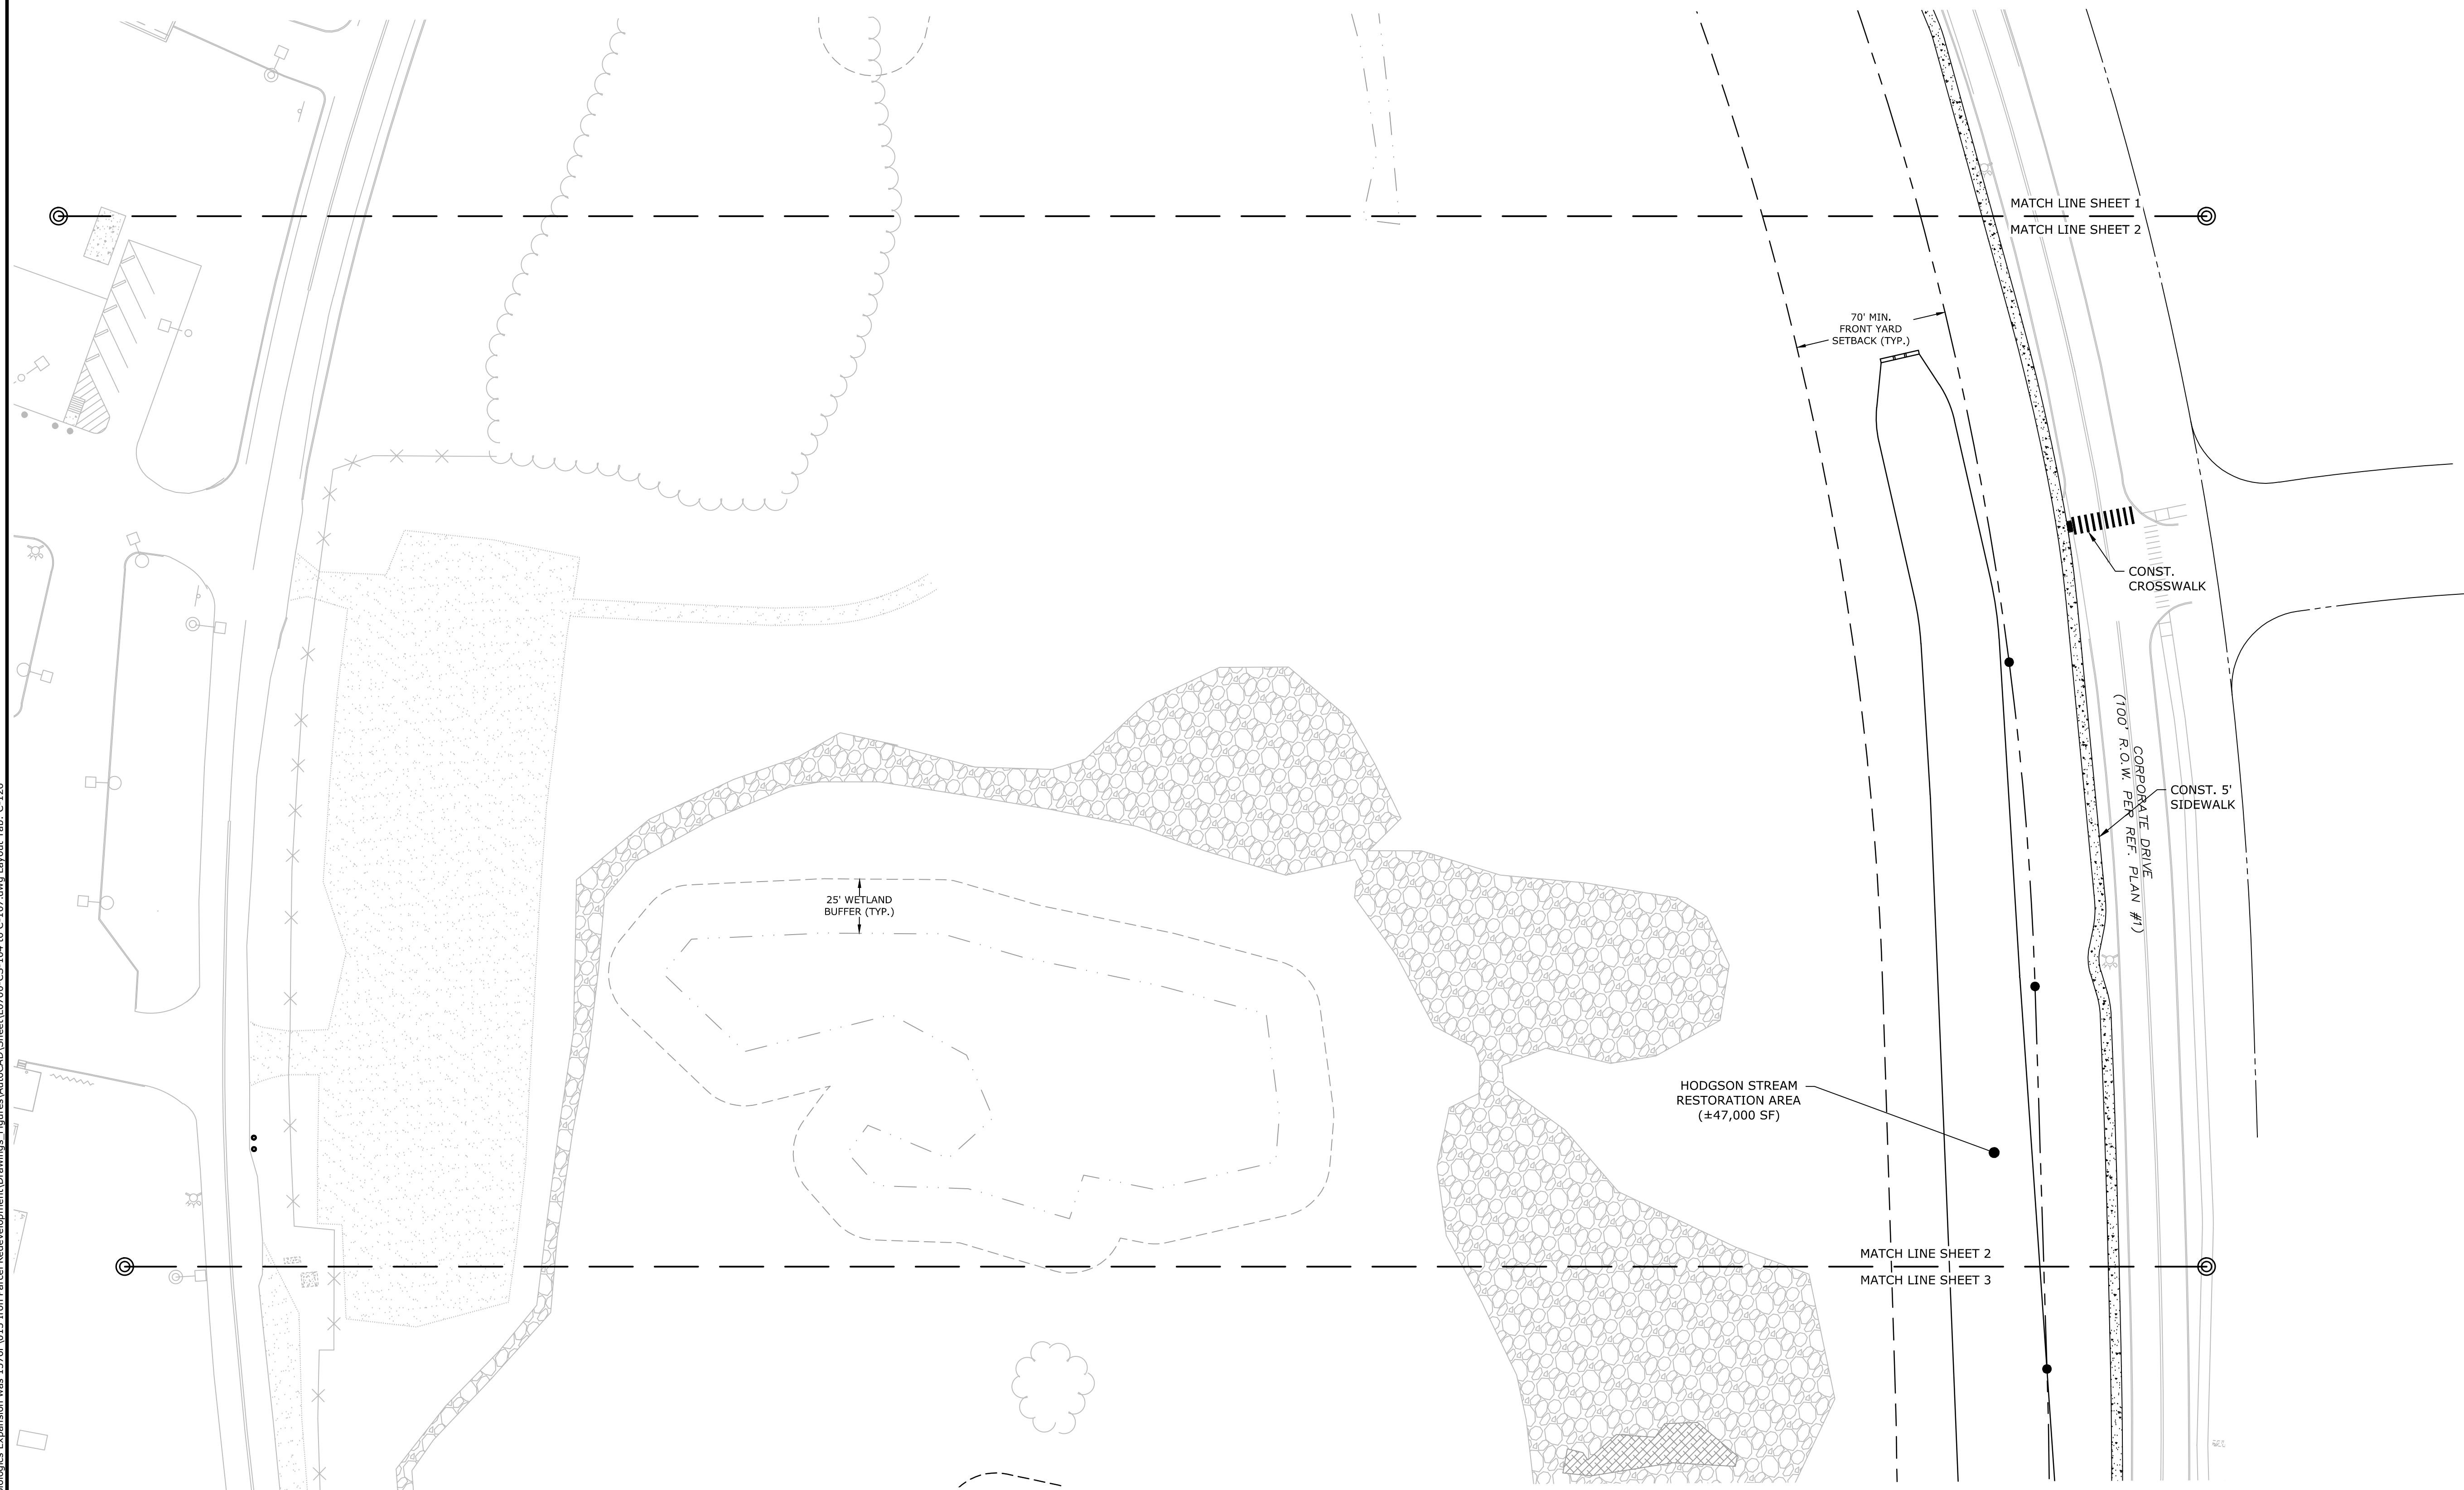 MATCH LINE SHEET 1
MATCH LINE SHEET 2
70' MIN.
FRONT YARD
SETBACK (TYP.)
CONST.
CROSSWALK
CORPORATE DRIVE
(100' R.O.W. PER REF. PLAN #1)
CONST. 5'
SIDEWALK
25' WETLAND
BUFFER (TYP.)
HODGSON STREAM
RESTORATION AREA
(±47,000 SF)
MATCH LINE SHEET 2
MATCH LINE SHEET 3